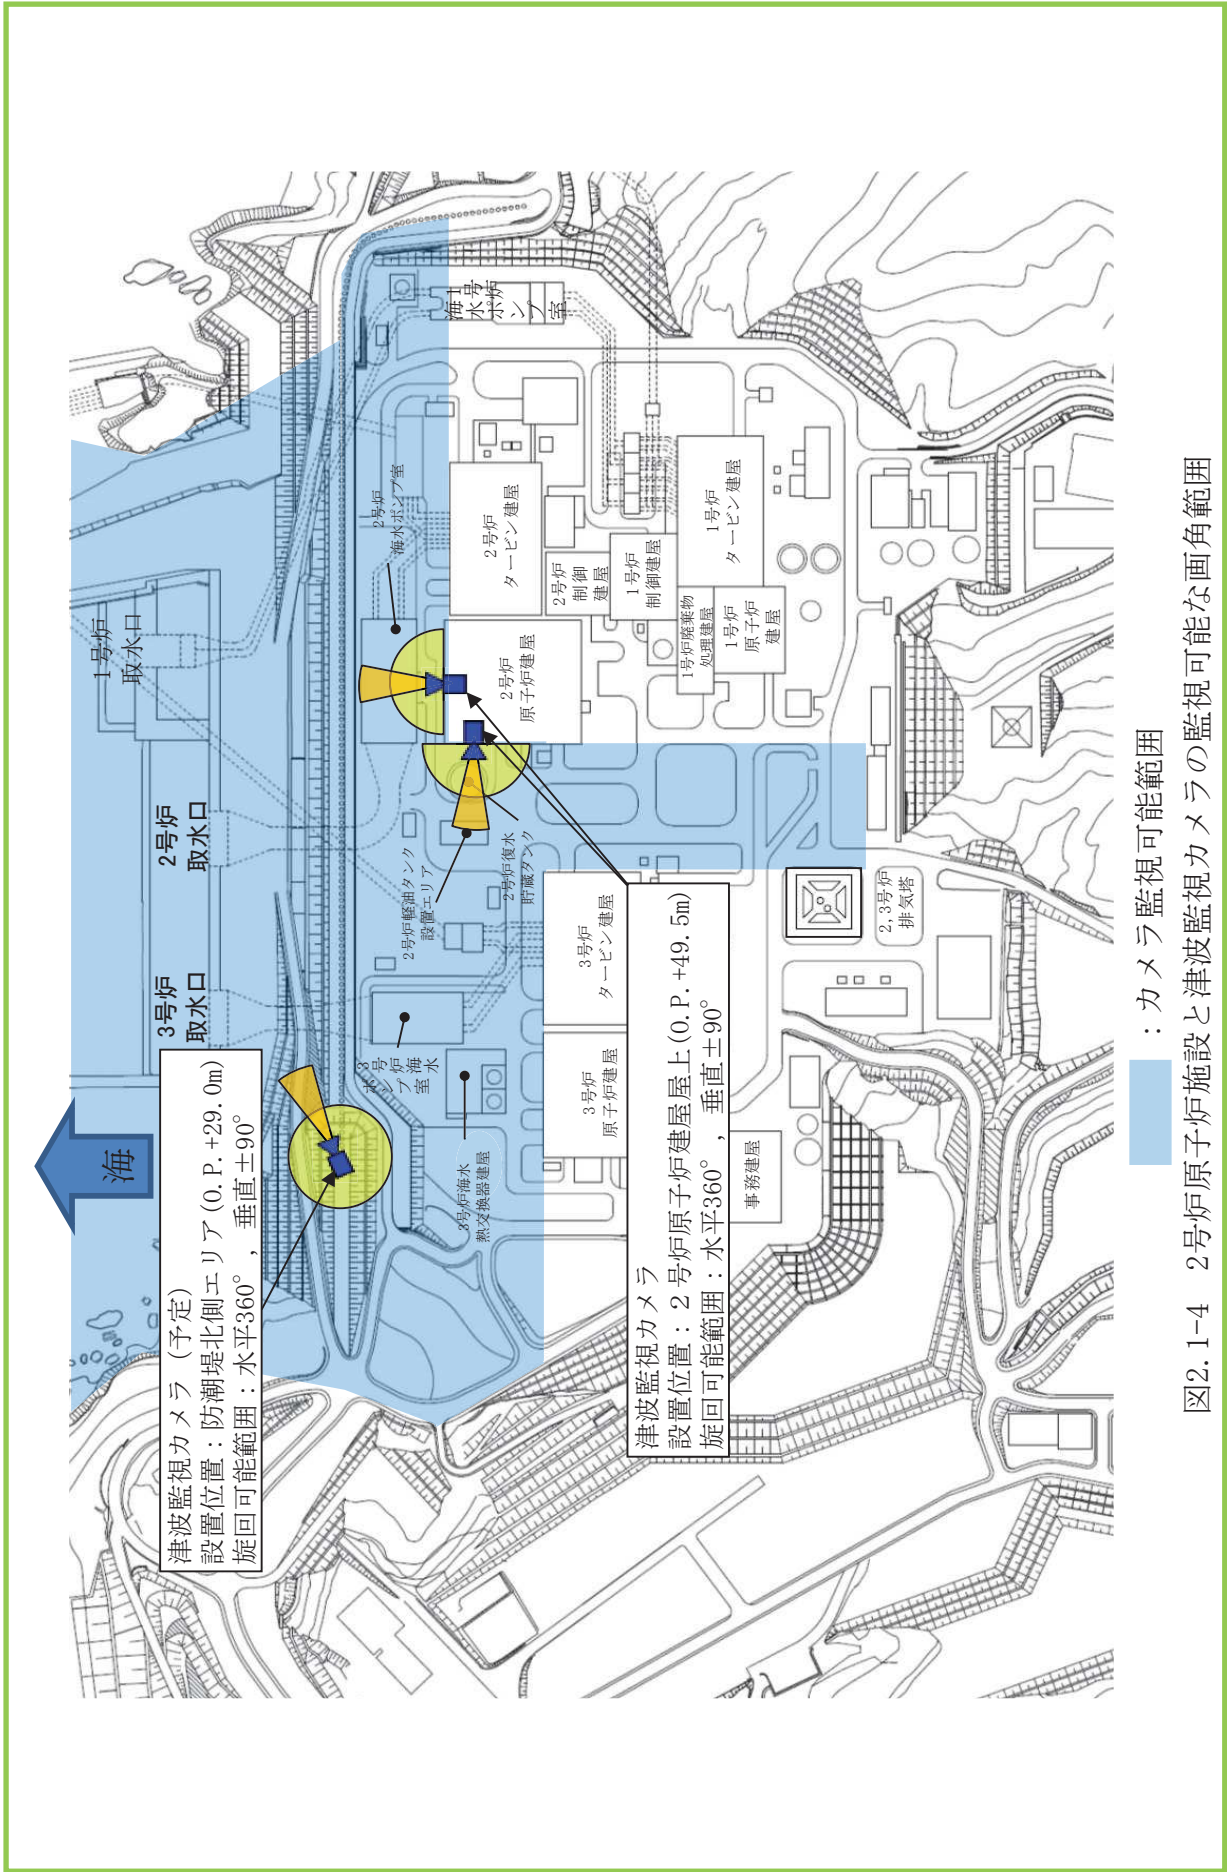 海
津波監視カメラ（予定）
設置位置：防潮堤北側エリア(O.P.+29.0m)
旋回可能範囲：水平360°，垂直±90°
3号炉
取水口
2号炉
取水口
1号炉
取水口
3号炉
ポンプ室
海水
3号炉海水
熱交換器建屋
2号炉軽油タンク
設置エリア
2号炉復水
貯蔵タンク
2号炉
海水ポンプ室
1号炉
海水ポンプ室
3号炉
原子炉建屋
3号炉
タービン建屋
2号炉
原子炉建屋
2号炉
タービン建屋
2号炉
制御
建屋
1号炉
制御建屋
1号炉廃棄物
処理建屋
1号炉
原子炉
建屋
1号炉
タービン建屋
津波監視カメラ
設置位置：２号炉原子炉建屋屋上(O.P.+49.5m)
旋回可能範囲：水平360°，垂直±90°
事務建屋
2,3号炉
排気塔
：カメラ監視可能範囲
図2.1-4　2号炉原子炉施設と津波監視カメラの監視可能な画角範囲